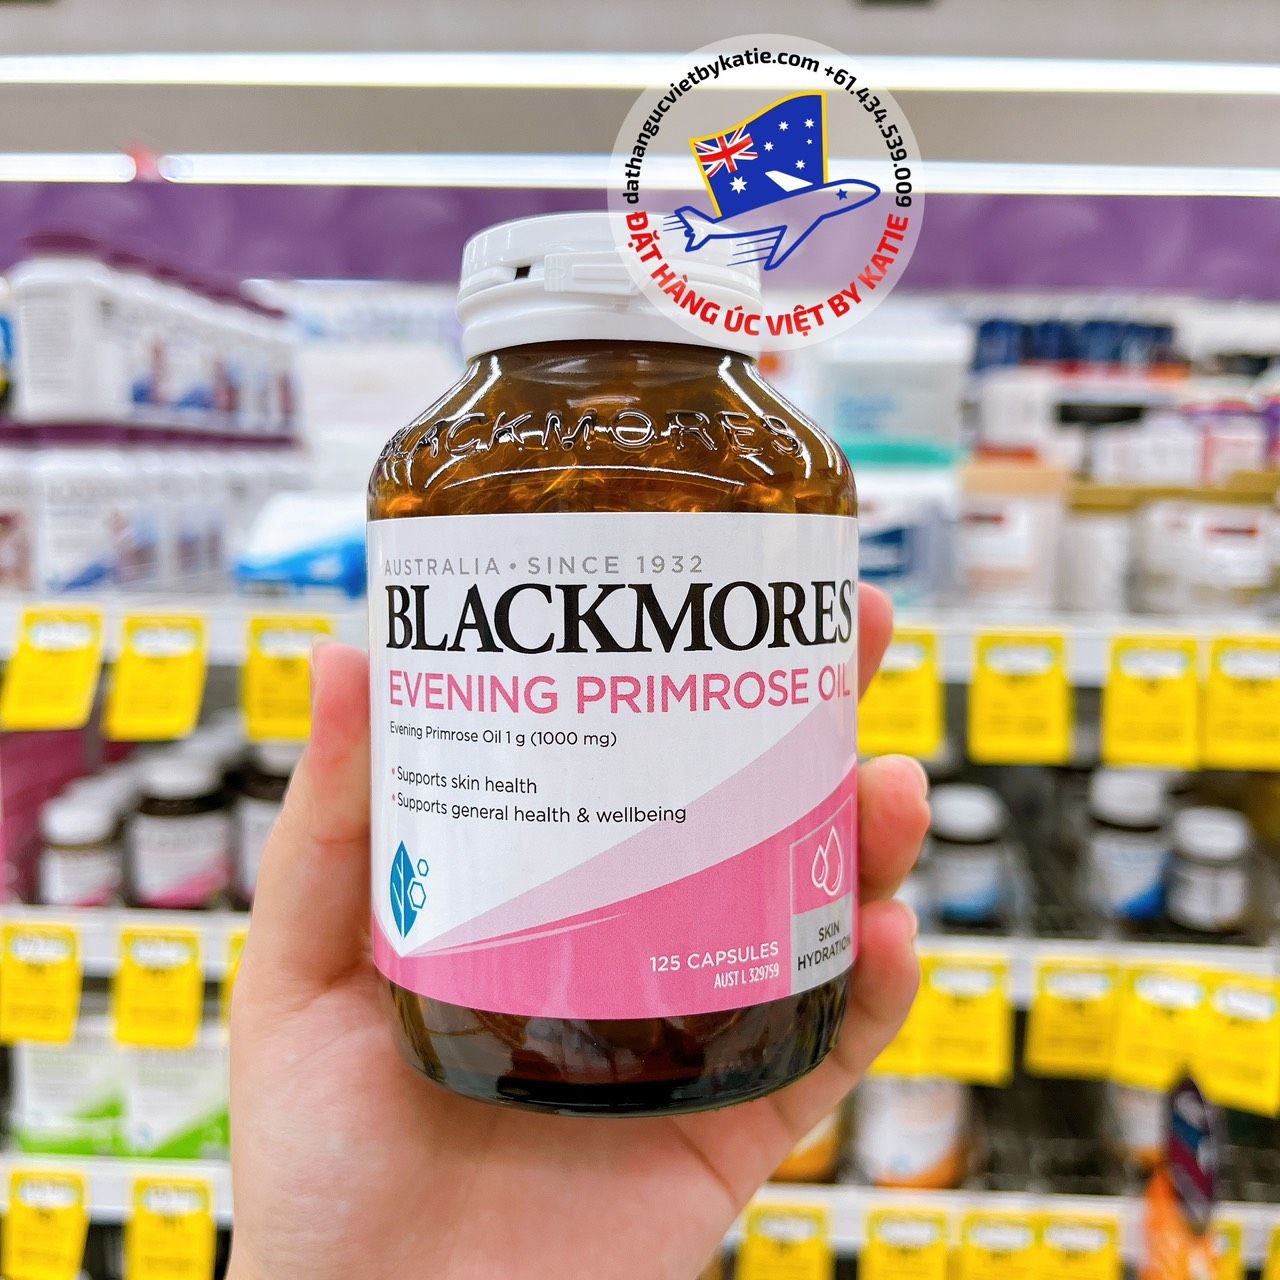 dathangucvietbykatie.com +61.434.539.009
ĐẶT HÀNG ÚC VIỆT BY KATIE
BLACKMORES
AUSTRALIA • SINCE 1932
BLACKMORES
EVENING PRIMROSE OIL
Evening Primrose Oil 1 g (1000 mg)
• Supports skin health
• Supports general health & wellbeing
SKIN
HYDRATION
125 CAPSULES
AUST L 329759